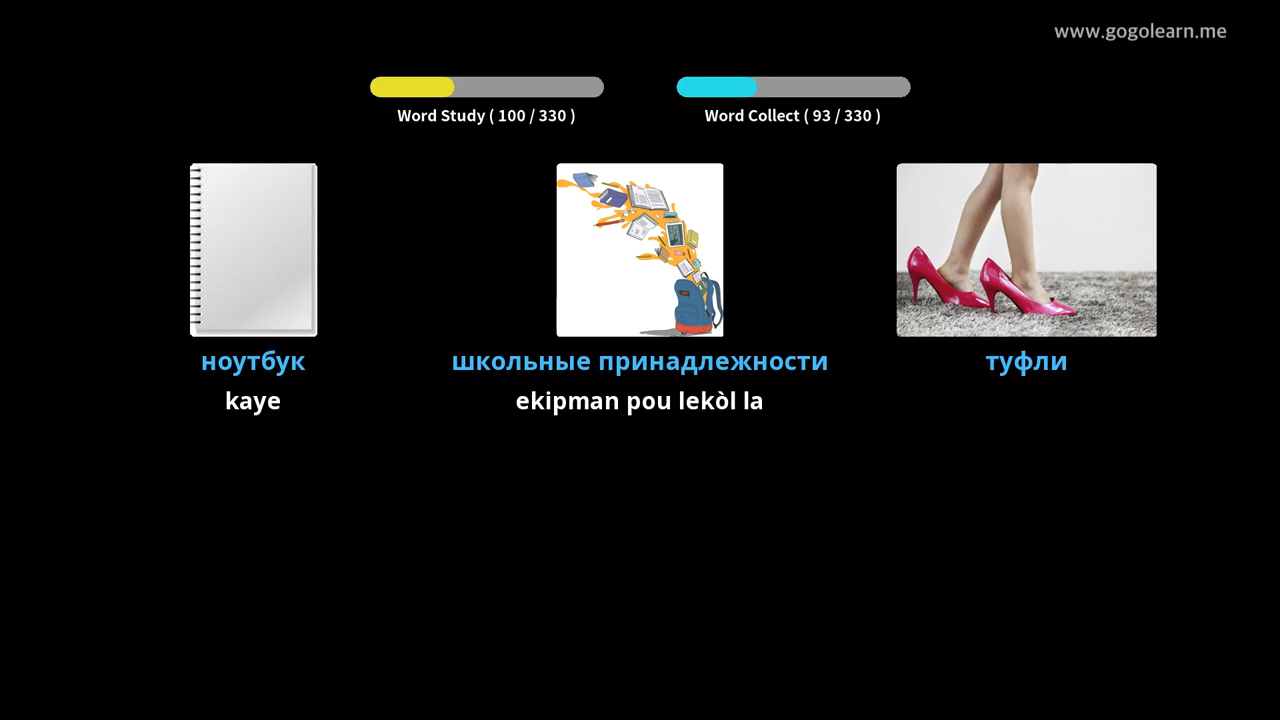 www.gogolearn.me
Word Study ( 100 / 330 )
Word Collect ( 93 / 330 )
ноутбук
школьные принадлежности
туфли
kaye
ekipman pou lekòl la